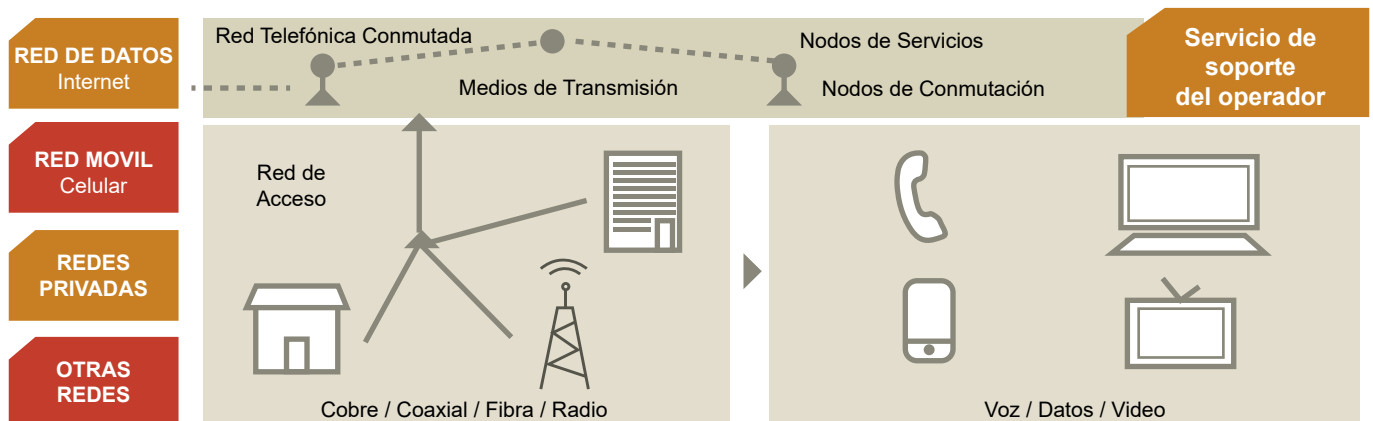 RED DE DATOS
Internet
Red Telefónica Conmutada
Nodos de Servicios
Medios de Transmisión
Nodos de Conmutación
Servicio de
soporte
del operador
RED MOVIL
Celular
Red de
Acceso
REDES
PRIVADAS
OTRAS
REDES
Cobre / Coaxial / Fibra / Radio
Voz / Datos / Video